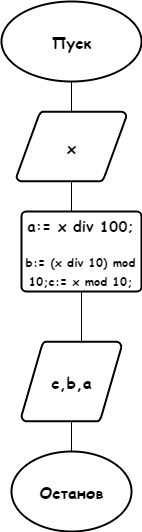 Пуск
x
a:= x div 100;
b:= (x div 10) mod
10;c:= x mod 10;
c,b,a
Останов